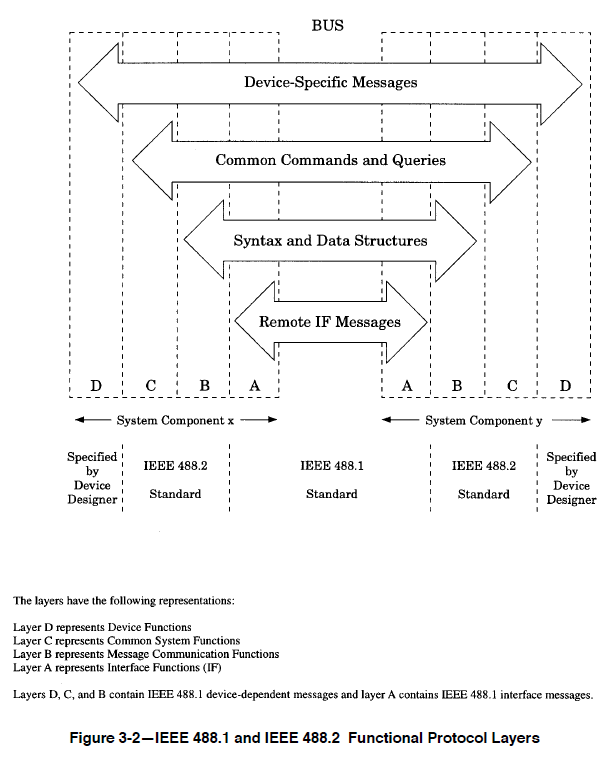 BUS
Device-Specific Messages
Common Commands and Queries
Syntax and Data Structures
Remote IF Messages
D C B A A B C D
System Component x System Component y
Specified by Device Designer
IEEE 488.2 Standard
IEEE 488.1 Standard
IEEE 488.2 Standard
Specified by Device Designer
The layers have the following representations:
Layer D represents Device Functions
Layer C represents Common System Functions
Layer B represents Message Communication Functions
Layer A represents Interface Functions (IF)
Layers D, C, and B contain IEEE 488.1 device-dependent messages and layer A contains IEEE 488.1 interface messages.
Figure 3-2—IEEE 488.1 and IEEE 488.2 Functional Protocol Layers